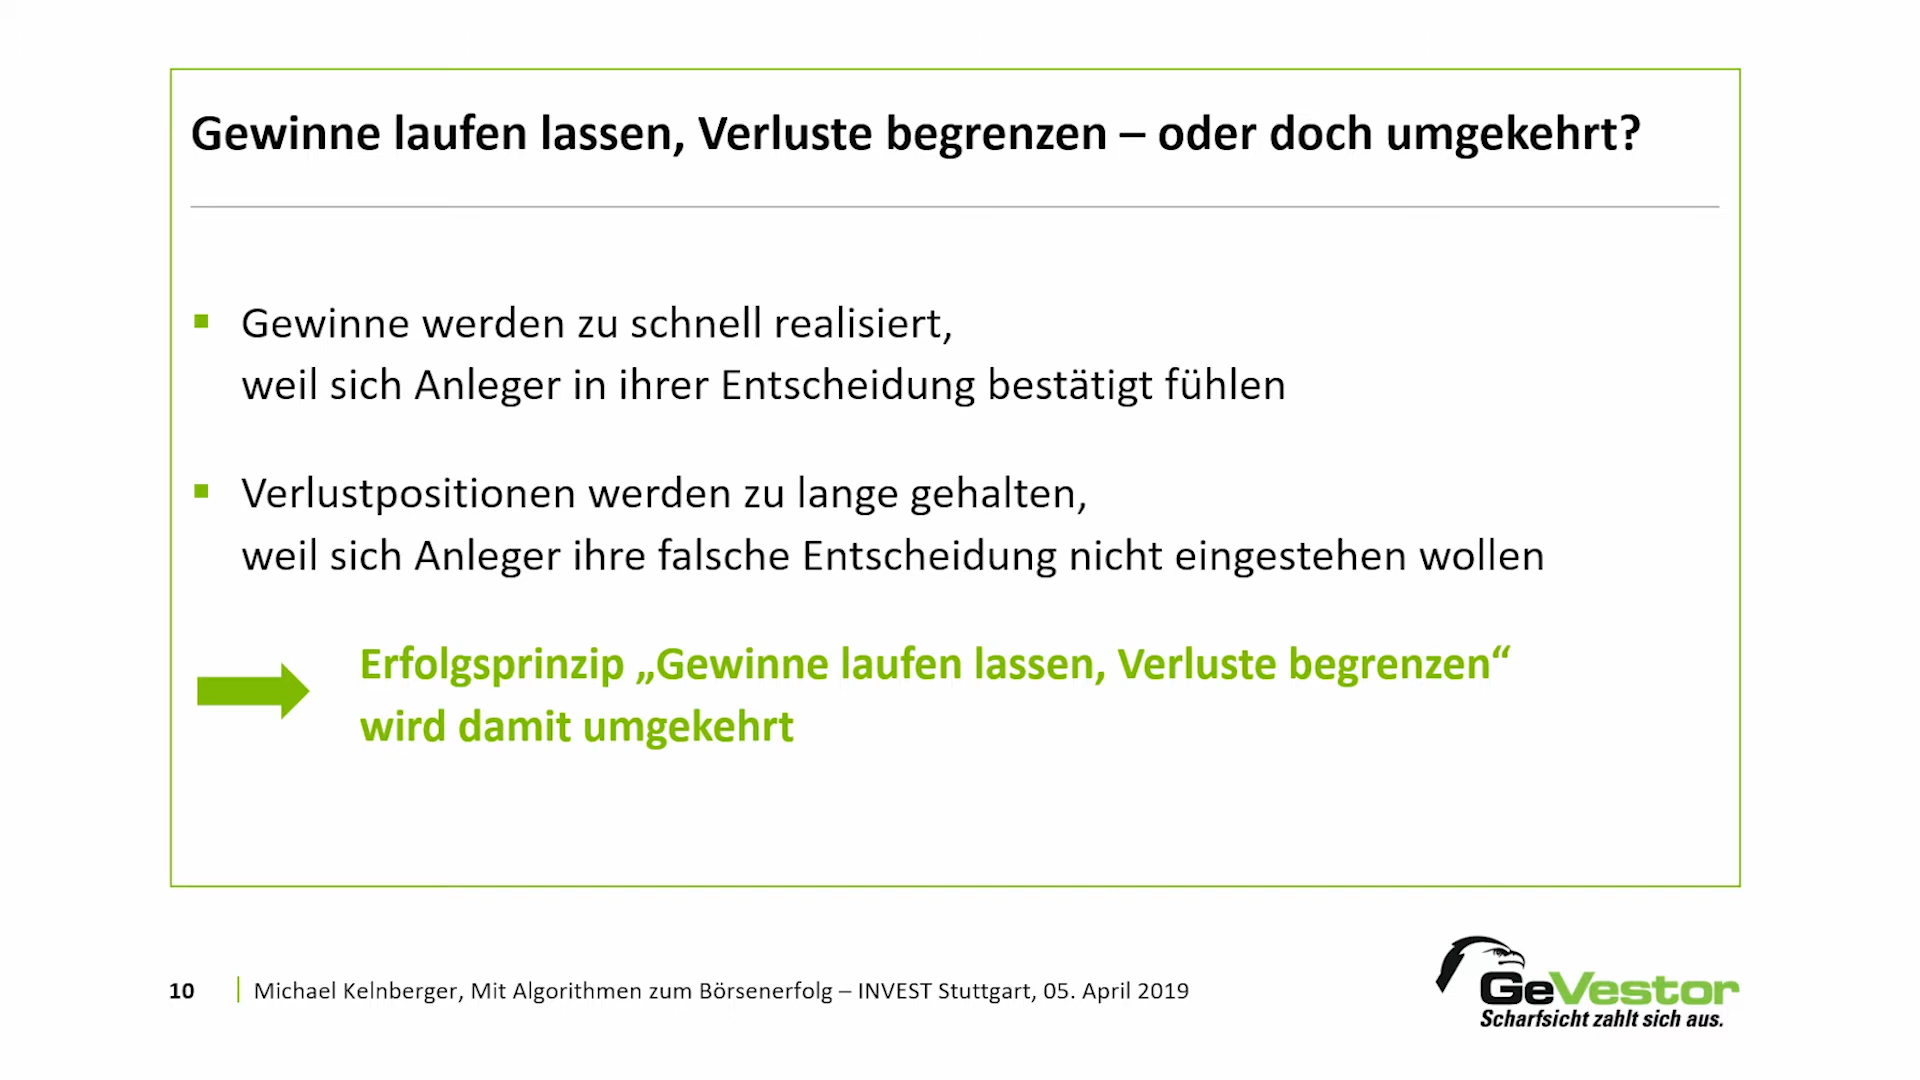 Gewinne laufen lassen, Verluste begrenzen – oder doch umgekehrt?
▪ Gewinne werden zu schnell realisiert,
weil sich Anleger in ihrer Entscheidung bestätigt fühlen
▪ Verlustpositionen werden zu lange gehalten,
weil sich Anleger ihre falsche Entscheidung nicht eingestehen wollen
Erfolgsprinzip „Gewinne laufen lassen, Verluste begrenzen“
wird damit umgekehrt
10 | Michael Kelnberger, Mit Algorithmen zum Börsenerfolg – INVEST Stuttgart, 05. April 2019
GeVestor
Scharfsicht zahlt sich aus.